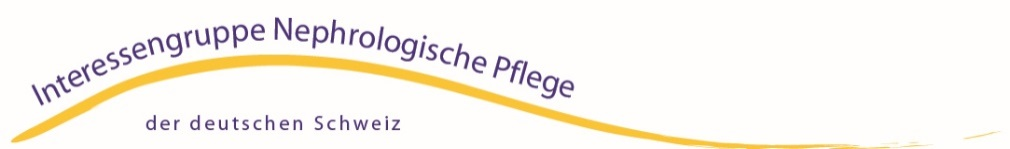 Interessengruppe Nephrologische Pflege
der deutschen Schweiz